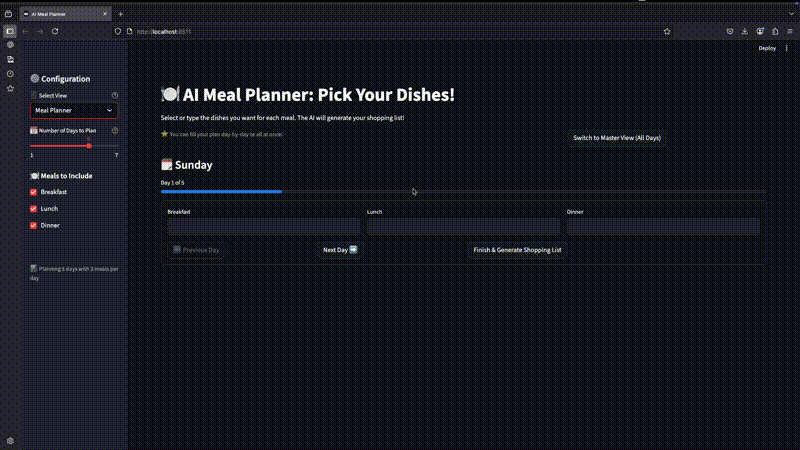 AI Meal Planner
http://localhost:8511
Deploy
Configuration
Select View
Meal Planner
Number of Days to Plan
1 7
Meals to Include
Breakfast
Lunch
Dinner
Planning 5 days with 3 meals per
day
AI Meal Planner: Pick Your Dishes!
Select or type the dishes you want for each meal. The AI will generate your shopping list!
You can fill your plan day-by-day or all at once!
Switch to Master View (All Days)
Sunday
Day 1 of 5
Breakfast Lunch Dinner
Previous Day Next Day Finish & Generate Shopping List